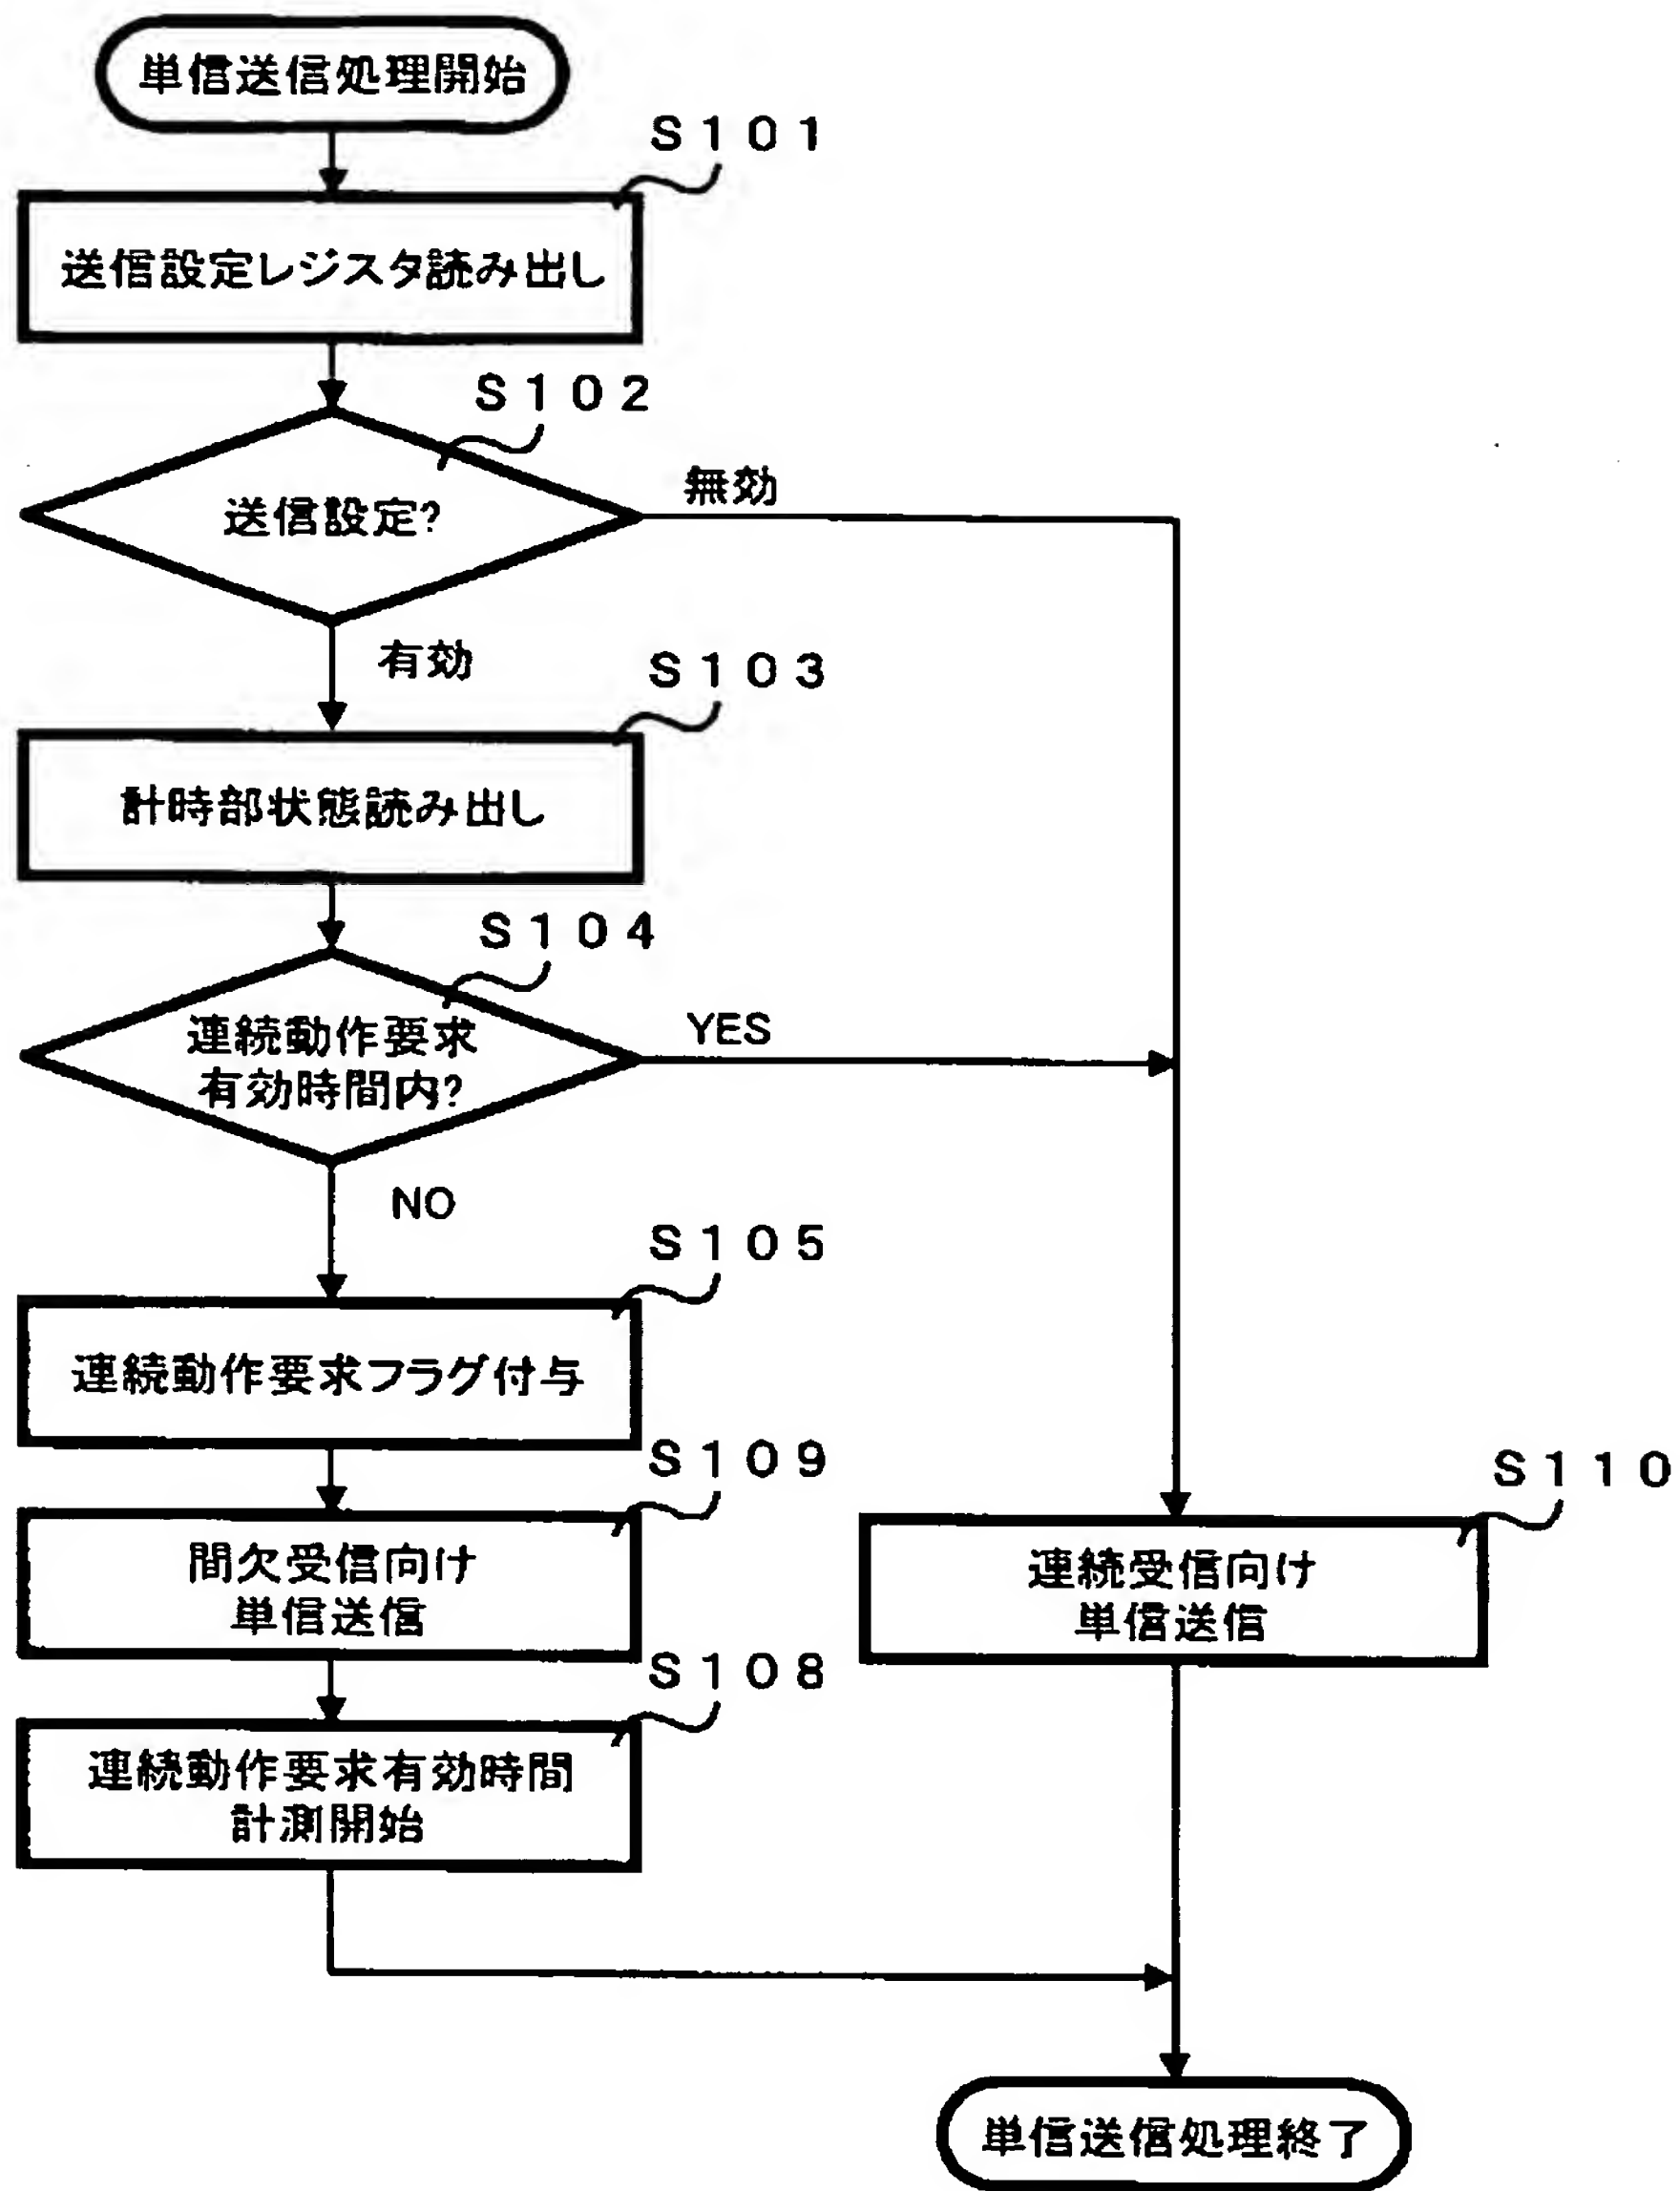 単信送信処理開始
S101
送信設定レジスタ読み出し
S102
送信設定?
無効
有効
S103
計時部状態読み出し
S104
連続動作要求
有効時間内?
YES
NO
S105
連続動作要求フラグ付与
S109
間欠受信向け
単信送信
S110
連続受信向け
単信送信
S108
連続動作要求有効時間
計測開始
単信送信処理終了